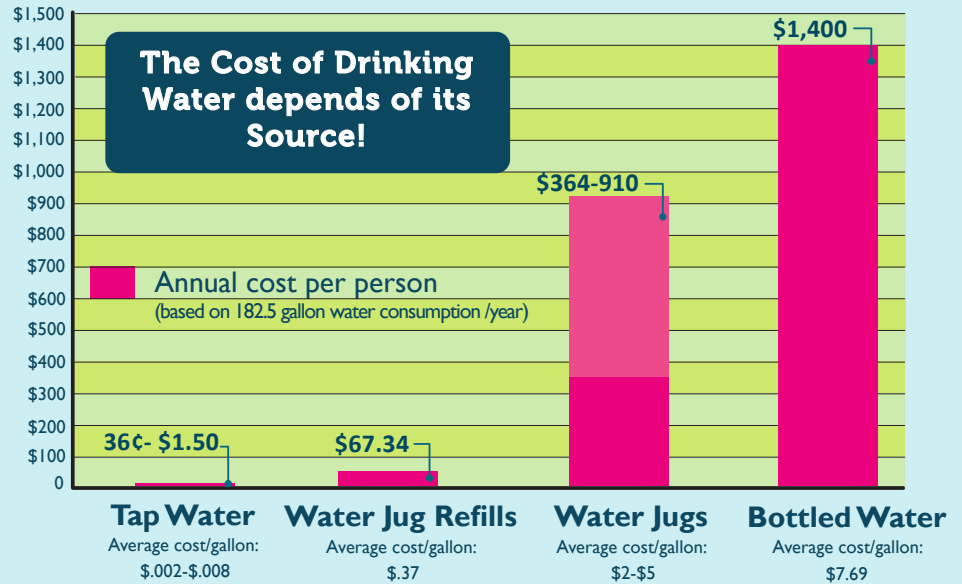 $1,500
$1,400
$1,300
$1,200
$1,100
$1,000
$900
$800
$700
$600
$500
$400
$300
$200
$100
0
The Cost of Drinking
Water depends of its
Source!
Annual cost per person
(based on 182.5 gallon water consumption /year)
36¢- $1.50
$67.34
$364-910
$1,400
Tap Water
Average cost/gallon:
$.002-$.008
Water Jug Refills
Average cost/gallon:
$.37
Water Jugs
Average cost/gallon:
$2-$5
Bottled Water
Average cost/gallon:
$7.69